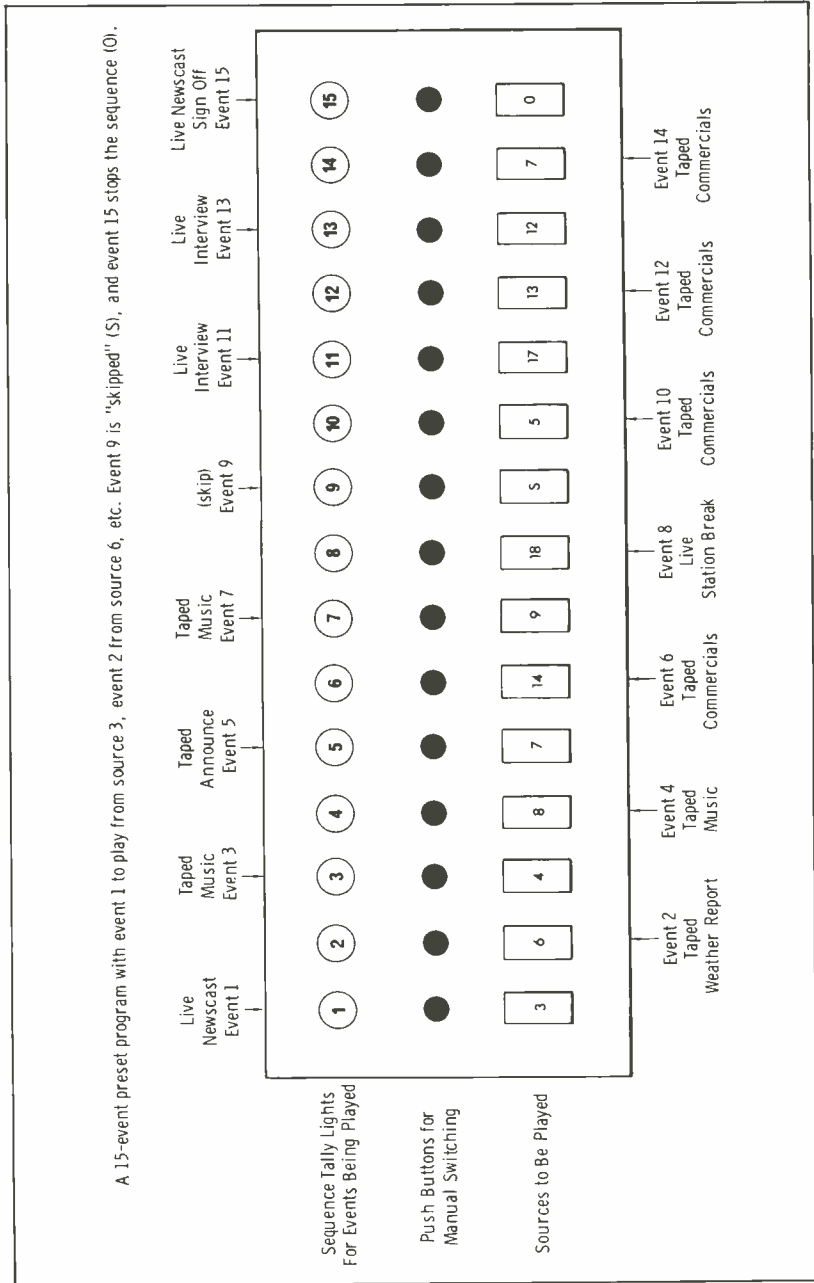 A 15-event preset program with event 1 to play from source 3, event 2 from source 6, etc. Event 9 is "skipped" (S), and event 15 stops the sequence (0).
Live
Newscast
Event 1
Taped
Music
Event 3
Taped
Announce
Event 5
Taped
Music
Event 7
(skip)
Event 9
Live
Interview
Event 11
Live
Interview
Event 13
Live Newscast
Sign Off
Event 15
Sequence Tally Lights
For Events Being Played
1 2 3 4 5 6 7 8 9 10 11 12 13 14 15
Push Buttons for
Manual Switching
Sources to Be Played
3 6 4 8 7 14 9 18 S 5 17 13 12 7 0
Event 2
Taped
Weather Report
Event 4
Taped
Music
Event 6
Taped
Commercials
Event 8
Live
Station Break
Event 10
Taped
Commercials
Event 12
Taped
Commercials
Event 14
Taped
Commercials